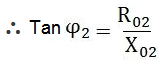 ∴ Tan φ₂ = R₀₂ / X₀₂